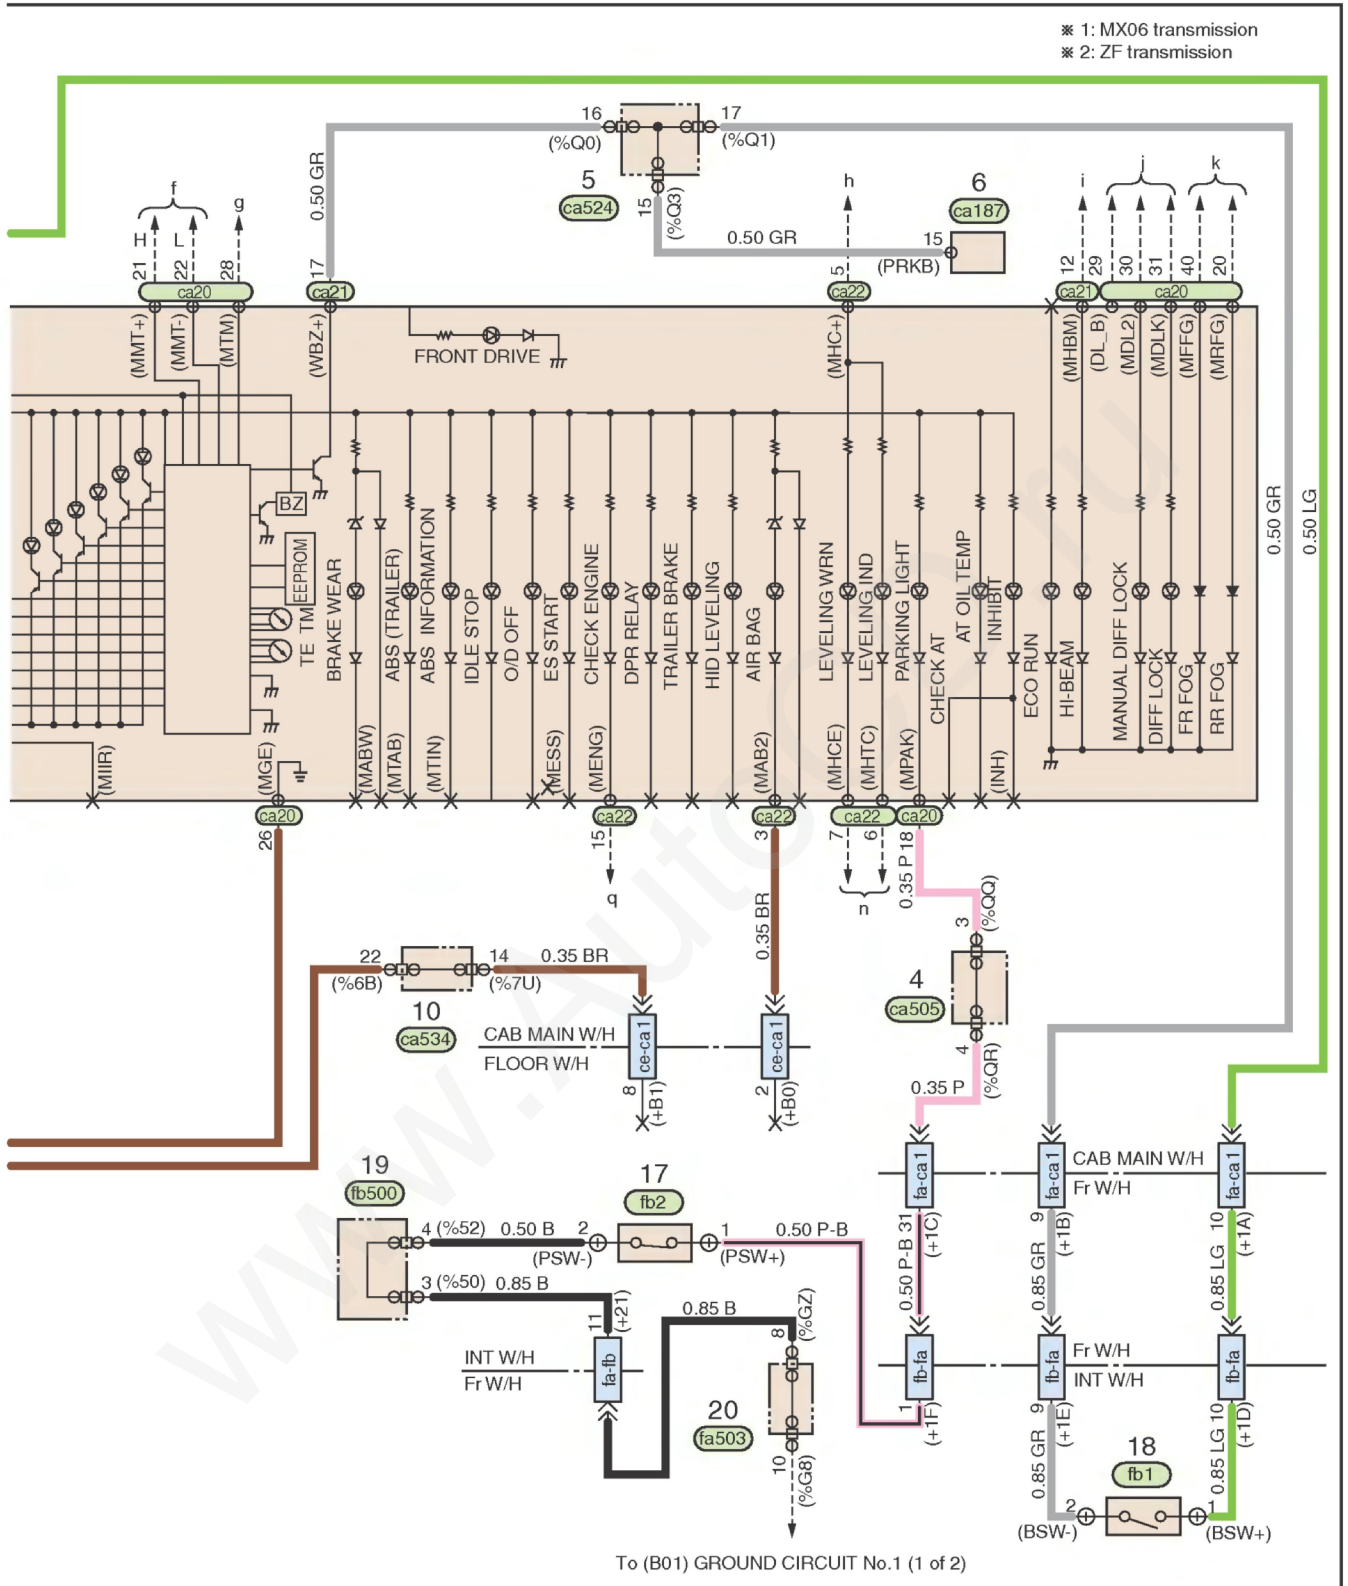 ※ 1: MX06 transmission
※ 2: ZF transmission
16
17
(%Q0)
(%Q1)
0.50 GR
5
ca524
15
(%Q3)
0.50 GR
6
ca187
15
(PRKB)
f
g
h
i
j
k
H
L
21
22
28
17
5
12
29
30
31
40
20
ca20
ca21
ca22
ca21
ca20
(MMT+)
(MMT-)
(MTM)
(WBZ+)
FRONT DRIVE
(MHC+)
(MHBM)
(DL_B)
(MDL2)
(MDLK)
(MFFG)
(MRFG)
0.50 GR
0.50 LG
BZ
EEPROM
TM
TE
BRAKE WEAR
ABS (TRAILER)
ABS INFORMATION
IDLE STOP
O/D OFF
ES START
CHECK ENGINE
DPR RELAY
TRAILER BRAKE
HID LEVELING
AIR BAG
LEVELING WRN
LEVELING IND
PARKING LIGHT
CHECK AT
AT OIL TEMP
INHIBIT
ECO RUN
HI-BEAM
MANUAL DIFF LOCK
DIFF LOCK
FR FOG
RR FOG
(MIIR)
(MGE)
(MABW)
(MTAB)
(MTIN)
(MESS)
(MENG)
(MAB2)
(MHCE)
(MHTC)
(MPAK)
(INH)
ca20
ca22
ca22
ca22
ca20
26
15
3
7
6
18
q
n
0.35 P
0.35 BR
3
(%QQ)
22
14
0.35 BR
(%6B)
(%7U)
10
ca534
4
ca505
4
(%QR)
CAB MAIN W/H
FLOOR W/H
ce-ca1
ce-ca1
8
(+B1)
2
(+B0)
0.35 P
19
fb500
17
fb2
fa-ca1
fa-ca1
fa-ca1
CAB MAIN W/H
Fr W/H
4 (%52)
0.50 B
2
(PSW-)
1
(PSW+)
0.50 P-B
31
(+1C)
0.50 P-B
9
(+1B)
0.85 GR
10
(+1A)
0.85 LG
3 (%50)
0.85 B
11
(+21)
0.85 B
8
(%GZ)
INT W/H
Fr W/H
fa-fb
fb-fa
fb-fa
fb-fa
Fr W/H
INT W/H
20
fa503
1
(+1F)
9
(+1E)
10
(+1D)
0.85 GR
0.85 LG
10
(%G8)
18
fb1
2
(BSW-)
1
(BSW+)
To (B01) GROUND CIRCUIT No.1 (1 of 2)
www.AutoCD.ru